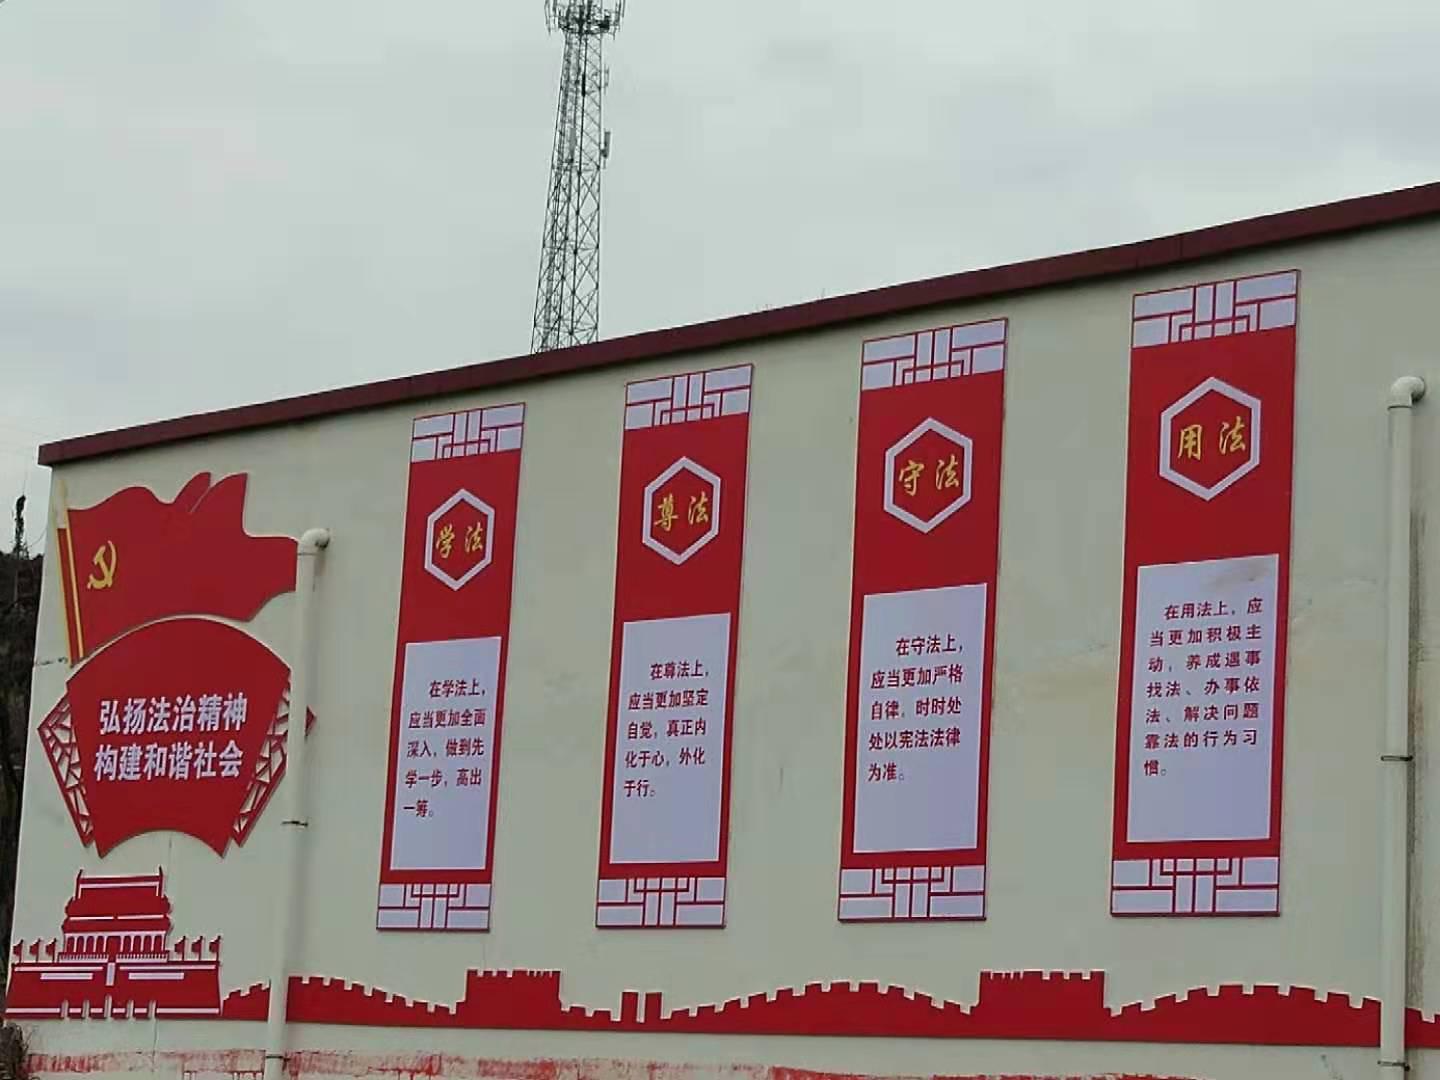 弘扬法治精神
构建和谐社会
学法
在学法上，
应当更加全面
深入，做到先
学一步，高出
一筹。
尊法
在尊法上，
应当更加坚定
自觉，真正内
化于心，外化
于行。
守法
在守法上，
应当更加严格
自律，时时处
处以宪法法律
为准。
用法
在用法上，应
当更加积极主
动，养成遇事
找法、办事依
法、解决问题
靠法的行为习
惯。